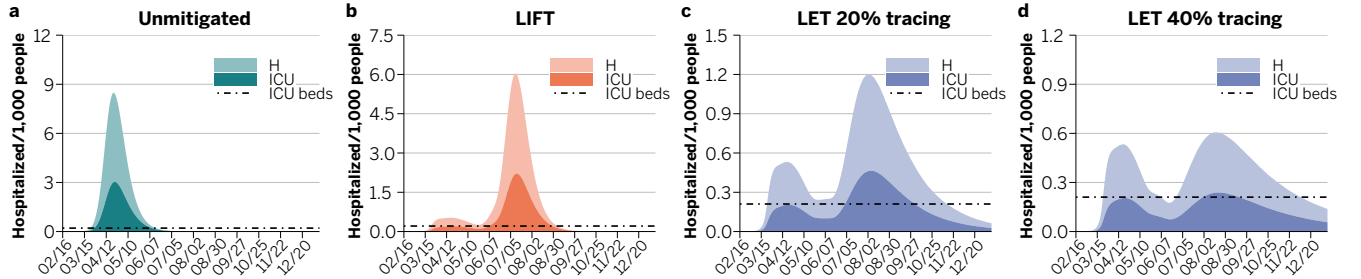 a
Unmitigated
Hospitalized/1,000 people
12
9
6
3
0
H
ICU
ICU beds
02/16
03/15
04/12
05/10
06/07
07/05
08/02
08/30
09/27
10/25
11/22
12/20
b
LIFT
Hospitalized/1,000 people
7.5
6.0
4.5
3.0
1.5
0
H
ICU
ICU beds
02/16
03/15
04/12
05/10
06/07
07/05
08/02
08/30
09/27
10/25
11/22
12/20
c
LET 20% tracing
Hospitalized/1,000 people
1.5
1.2
0.9
0.6
0.3
0
H
ICU
ICU beds
02/16
03/15
04/12
05/10
06/07
07/05
08/02
08/30
09/27
10/25
11/22
12/20
d
LET 40% tracing
Hospitalized/1,000 people
1.2
0.9
0.6
0.3
0.0
H
ICU
ICU beds
02/16
03/15
04/12
05/10
06/07
07/05
08/02
08/30
09/27
10/25
11/22
12/20